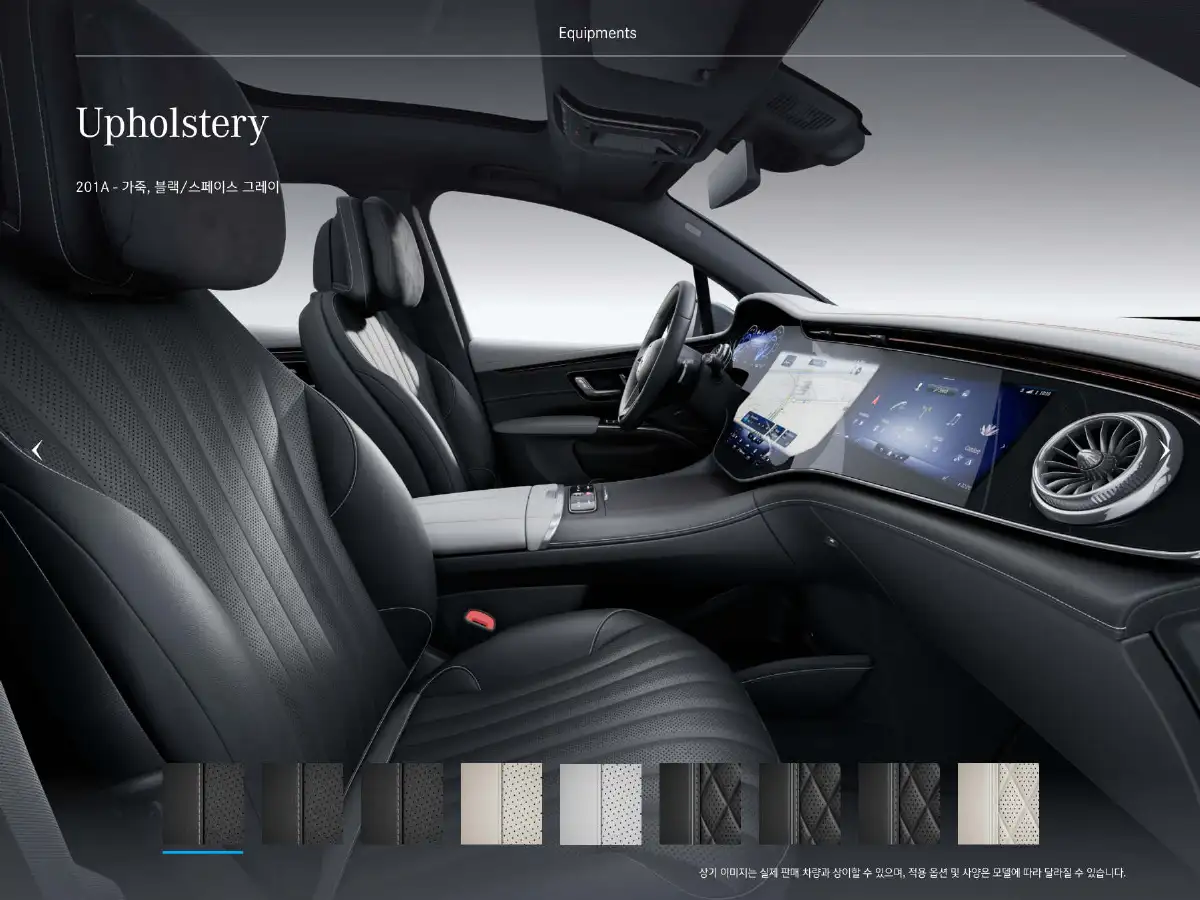 Equipments
Upholstery
201A - 가죽, 블랙/스페이스 그레이
상기 이미지는 실제 판매 차량과 상이할 수 있으며, 적용 옵션 및 사양은 모델에 따라 달라질 수 있습니다.